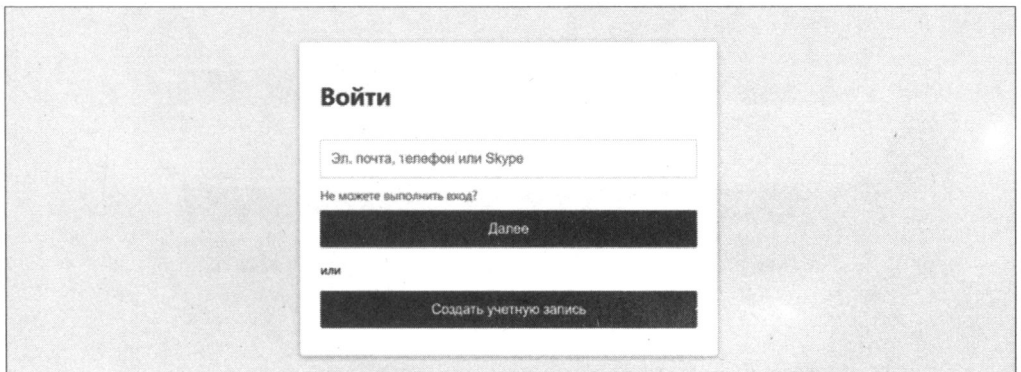 Войти
Эл. почта, телефон или Skype
Не можете выполнить вход?
Далее
или
Создать учетную запись